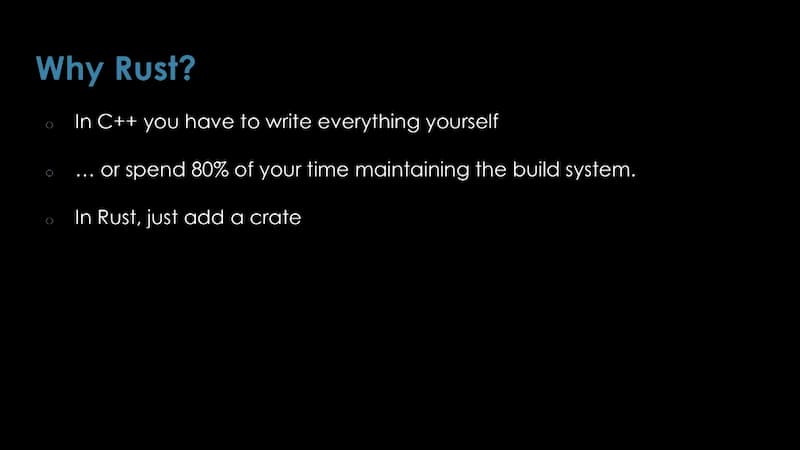 Why Rust?
In C++ you have to write everything yourself
… or spend 80% of your time maintaining the build system.
In Rust, just add a crate